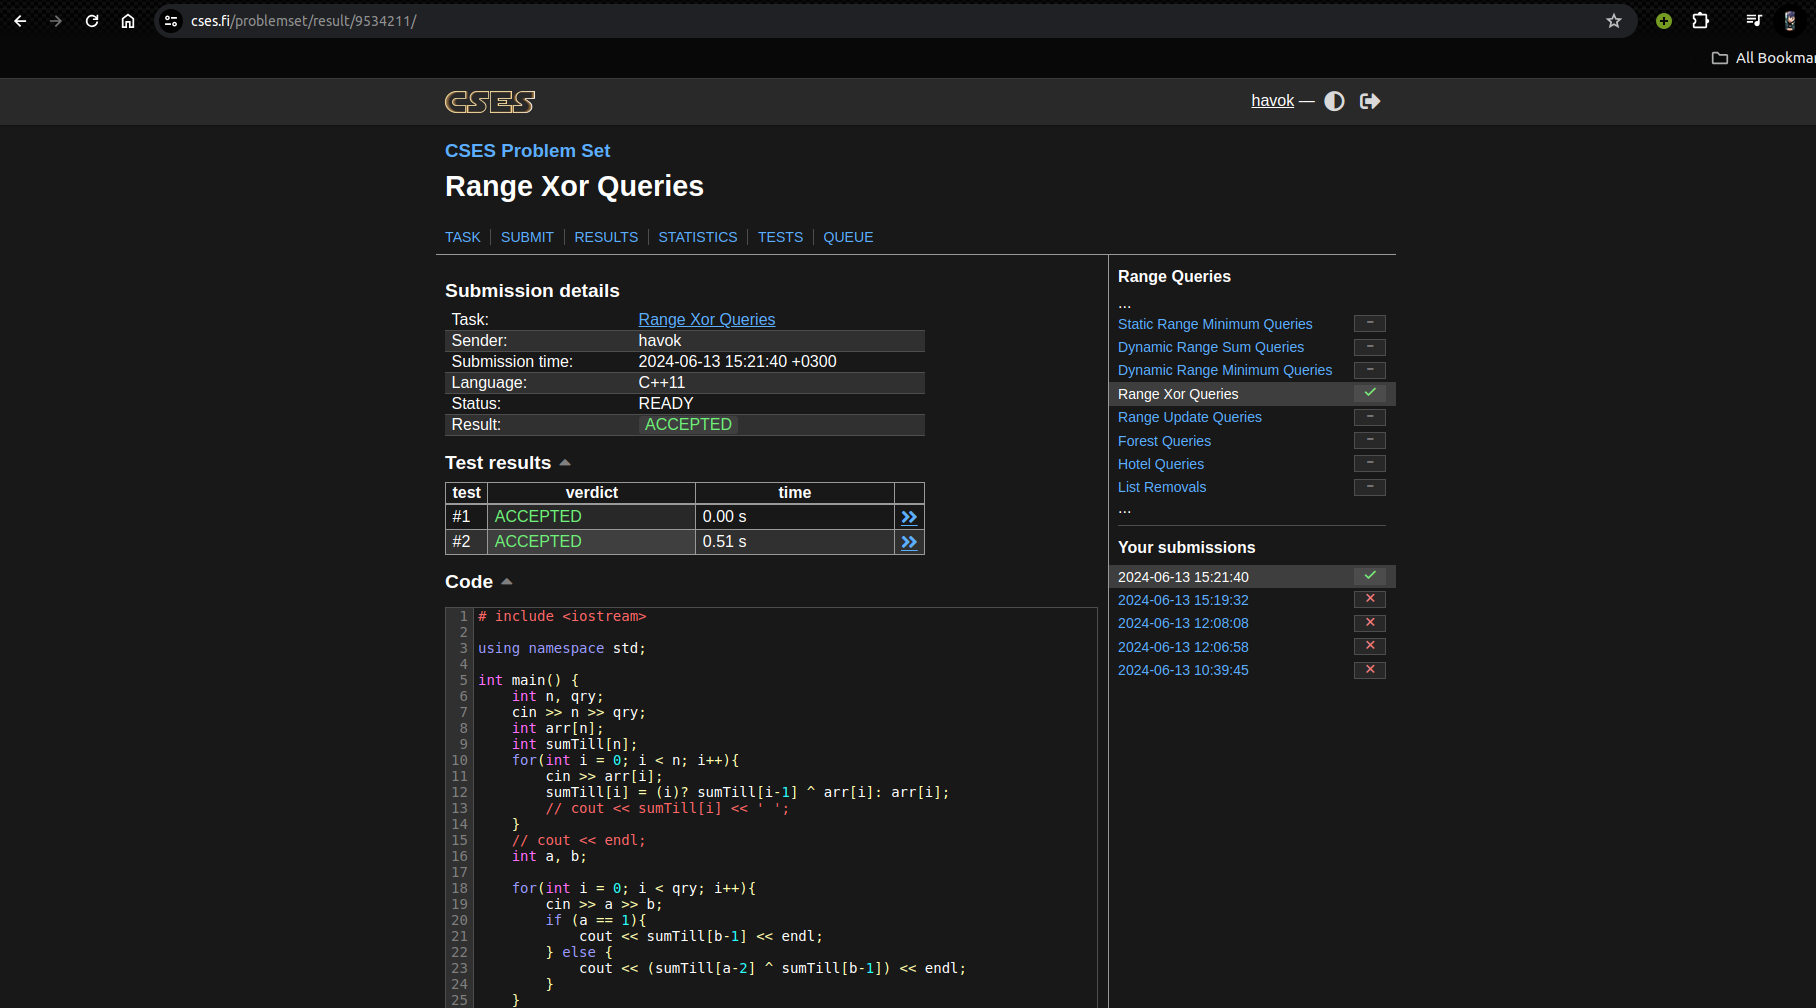 cses.fi/problemset/result/9534211/
All Bookmar
CSES
havok —
CSES Problem Set
Range Xor Queries
TASK | SUBMIT | RESULTS | STATISTICS | TESTS | QUEUE
Submission details
Task: Range Xor Queries
Sender: havok
Submission time: 2024-06-13 15:21:40 +0300
Language: C++11
Status: READY
Result: ACCEPTED
Test results
test verdict time
#1 ACCEPTED 0.00 s »
#2 ACCEPTED 0.51 s »
Code
1 # include <iostream>
2
3 using namespace std;
4
5 int main() {
6     int n, qry;
7     cin >> n >> qry;
8     int arr[n];
9     int sumTill[n];
10     for(int i = 0; i < n; i++){
11         cin >> arr[i];
12         sumTill[i] = (i)? sumTill[i-1] ^ arr[i]: arr[i];
13         // cout << sumTill[i] << ' ';
14     }
15     // cout << endl;
16     int a, b;
17
18     for(int i = 0; i < qry; i++){
19         cin >> a >> b;
20         if (a == 1){
21             cout << sumTill[b-1] << endl;
22         } else {
23             cout << (sumTill[a-2] ^ sumTill[b-1]) << endl;
24         }
25     }
Range Queries
...
Static Range Minimum Queries –
Dynamic Range Sum Queries –
Dynamic Range Minimum Queries –
Range Xor Queries ✓
Range Update Queries –
Forest Queries –
Hotel Queries –
List Removals –
...
Your submissions
2024-06-13 15:21:40 ✓
2024-06-13 15:19:32 ✕
2024-06-13 12:08:08 ✕
2024-06-13 12:06:58 ✕
2024-06-13 10:39:45 ✕